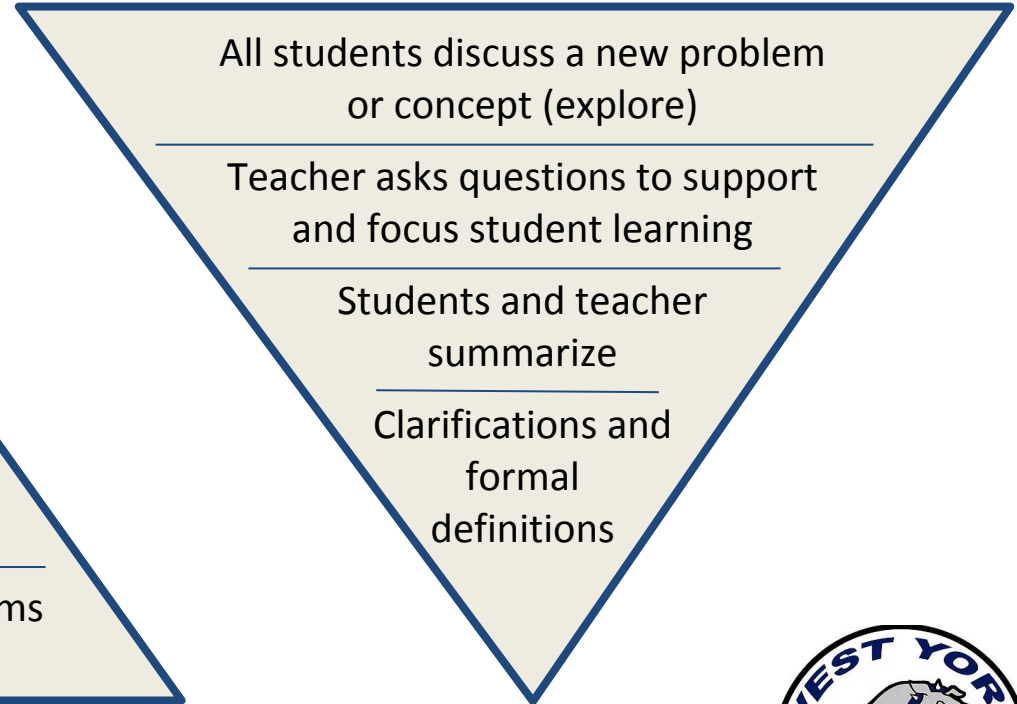 All students discuss a new problem
or concept (explore)
Teacher asks questions to support
and focus student learning
Students and teacher
summarize
Clarifications and
formal
definitions